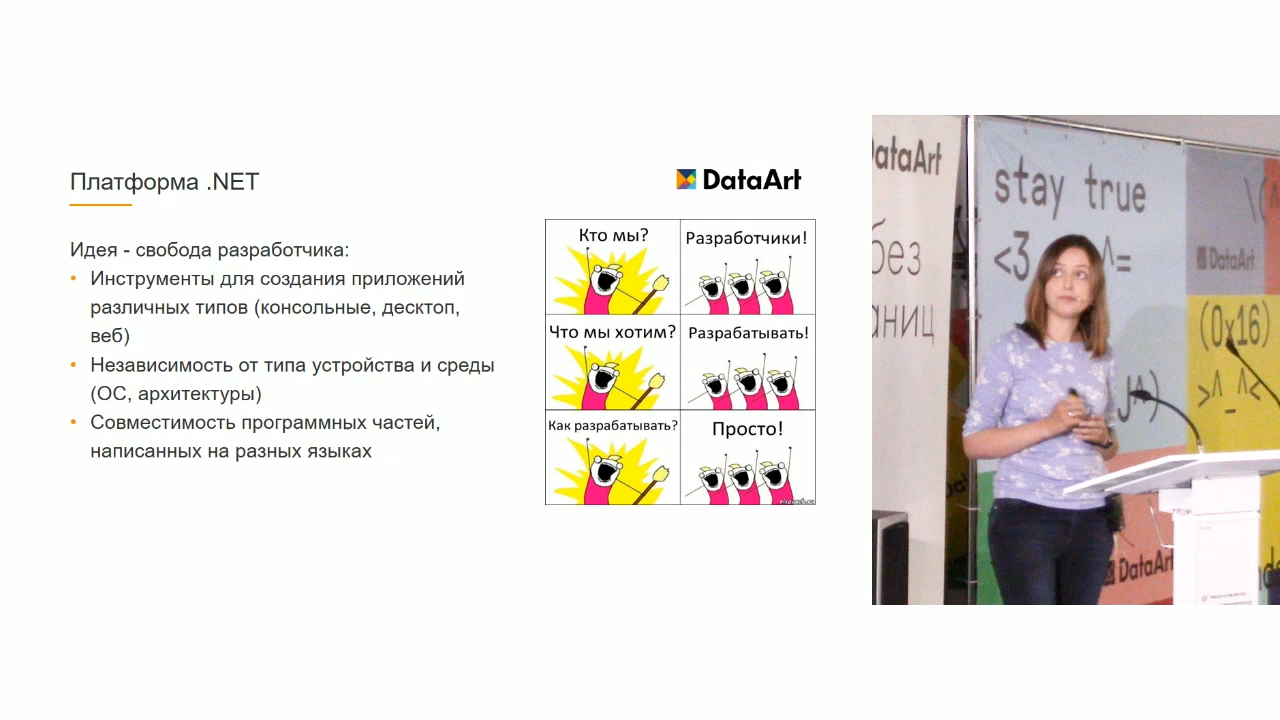 Платформа .NET
DataArt
Идея - свобода разработчика:
• Инструменты для создания приложений
различных типов (консольные, десктоп,
веб)
• Независимость от типа устройства и среды
(ОС, архитектуры)
• Совместимость программных частей,
написанных на разных языках
Кто мы?
Разработчики!
Что мы хотим?
Разрабатывать!
Как разрабатывать?
Просто!
DataArt
без
stay true
<3
^=
DataArt
(0x16)
>^_^<
DataArt